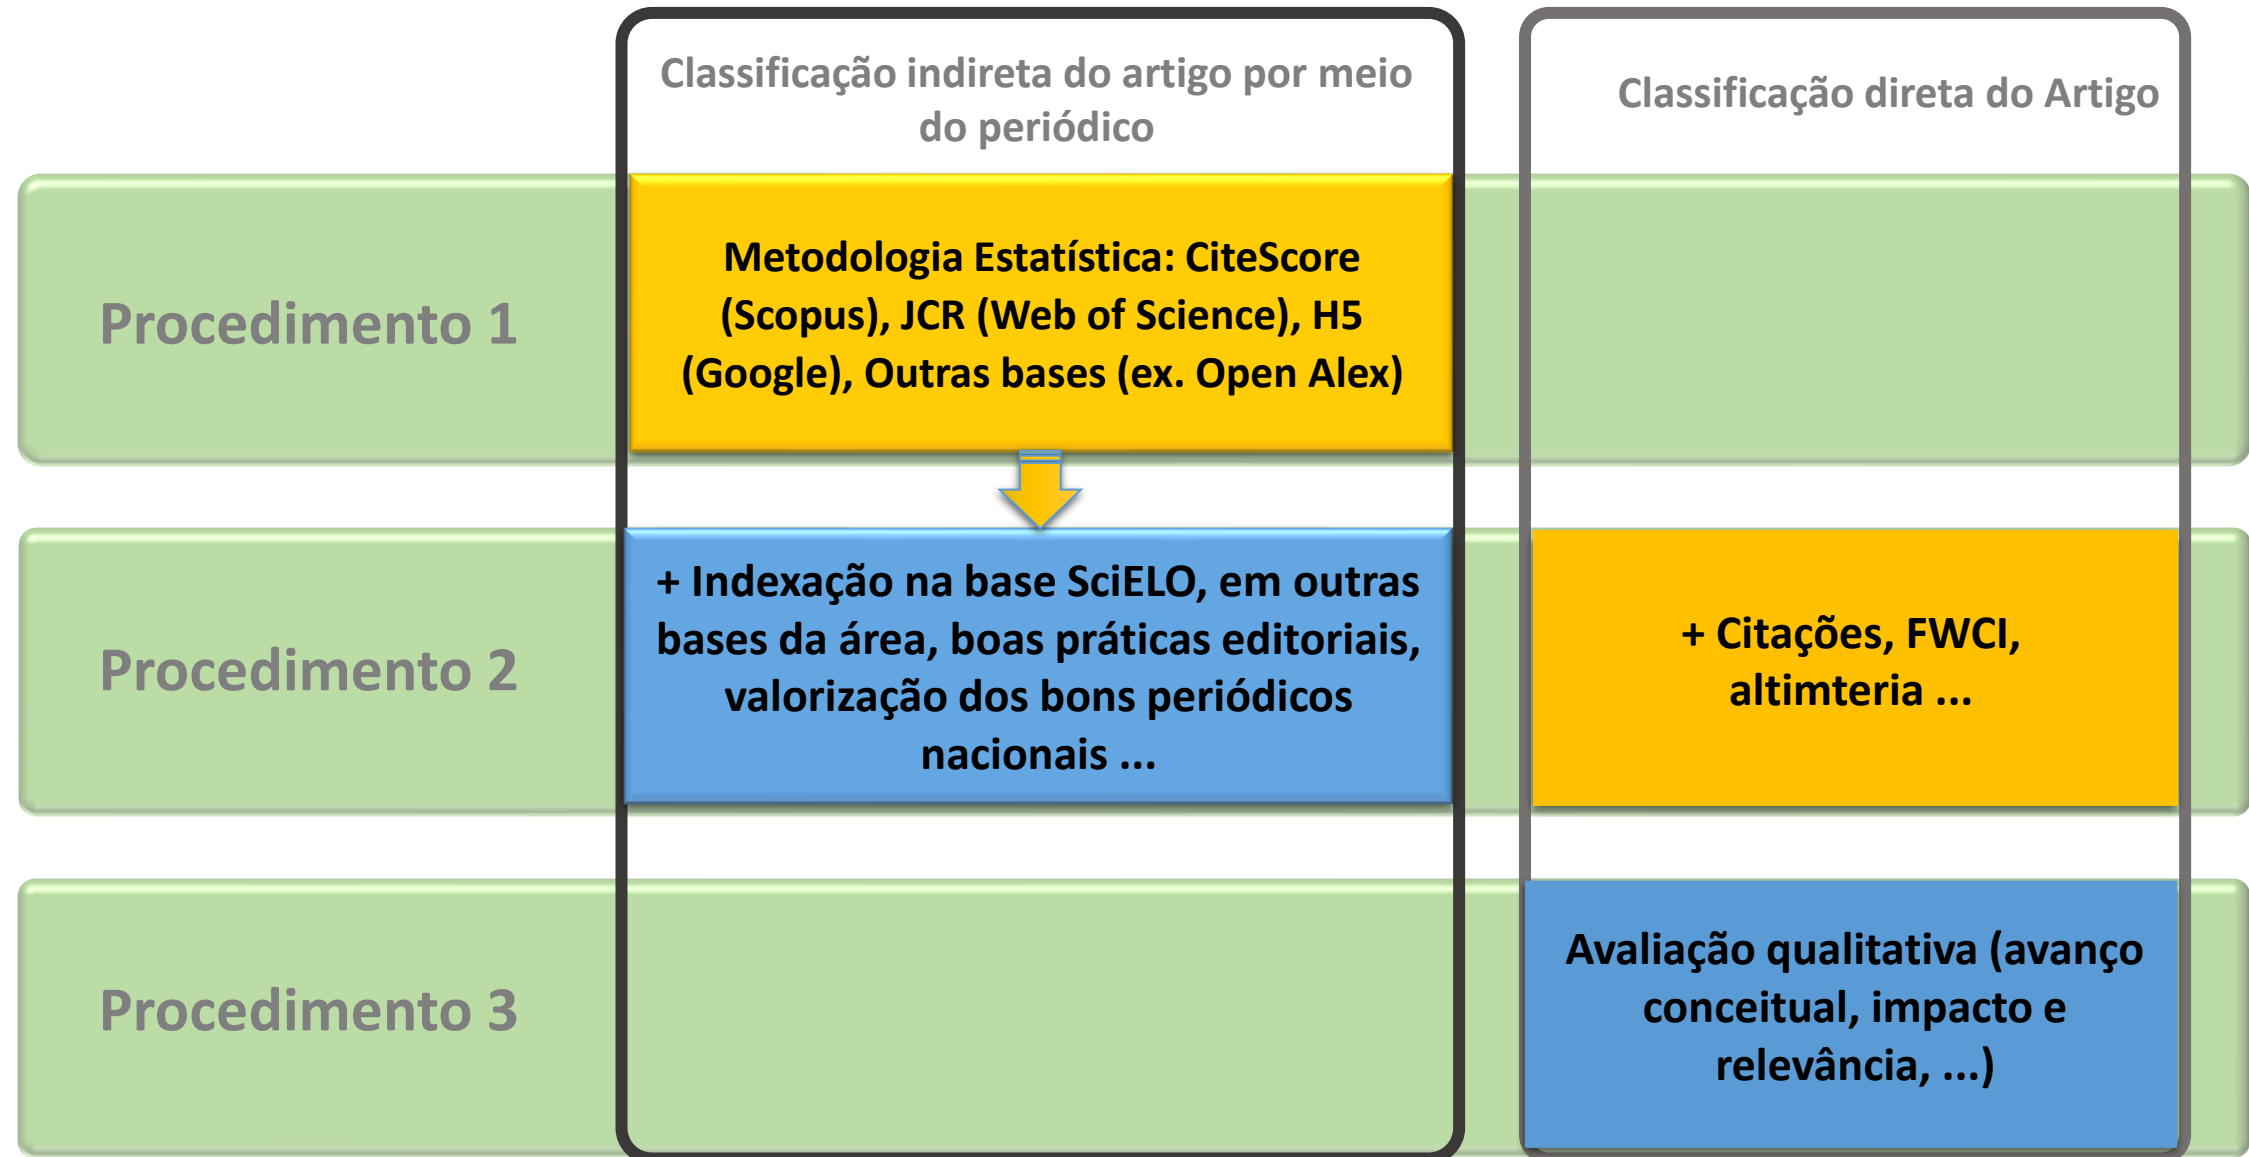 Classificação indireta do artigo por meio
do periódico
Classificação direta do Artigo
Procedimento 1
Metodologia Estatística: CiteScore
(Scopus), JCR (Web of Science), H5
(Google), Outras bases (ex. Open Alex)
Procedimento 2
+ Indexação na base SciELO, em outras
bases da área, boas práticas editoriais,
valorização dos bons periódicos
nacionais ...
+ Citações, FWCI,
altimteria ...
Procedimento 3
Avaliação qualitativa (avanço
conceitual, impacto e
relevância, ...)